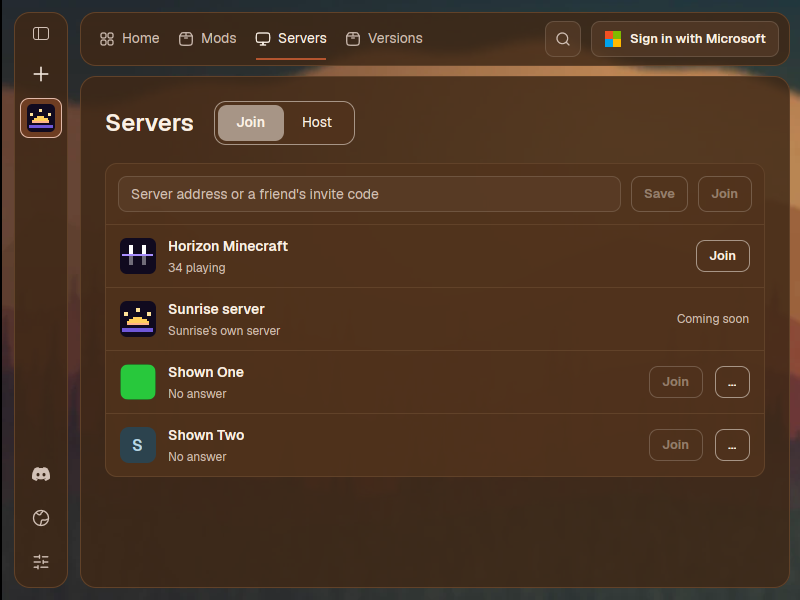 Home
Mods
Servers
Versions
Sign in with Microsoft
Servers
Join
Host
Server address or a friend's invite code
Save
Join
Horizon Minecraft
34 playing
Join
Sunrise server
Sunrise's own server
Coming soon
Shown One
No answer
Join
...
S
Shown Two
No answer
Join
...